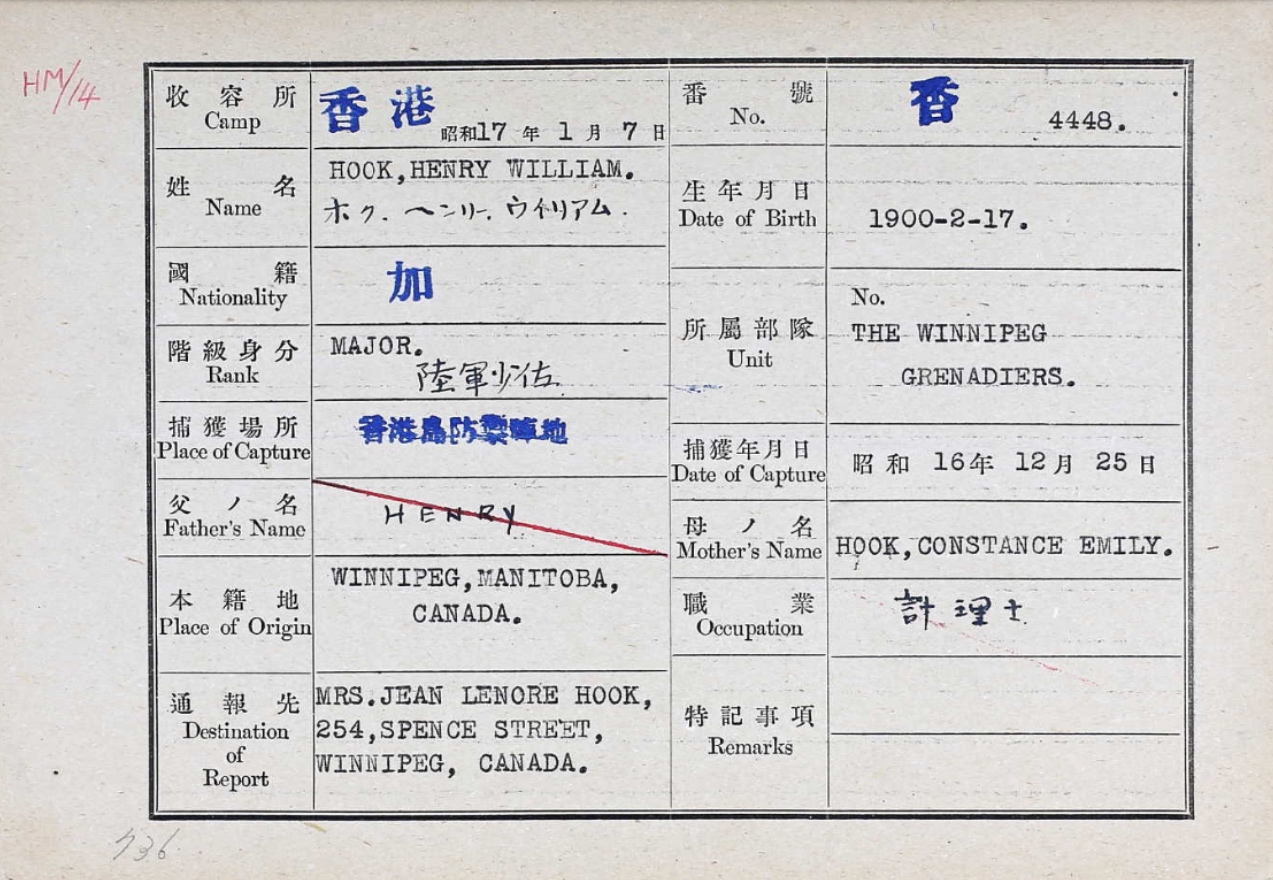 HM/14
收容所
Camp
香港
昭和17年1月7日
番號
No.
香 4448.
姓名
Name
HOOK,HENRY WILLIAM.
ホク.ヘンリー.ウイリアム.
生年月日
Date of Birth
1900-2-17.
國籍
Nationality
加
所屬部隊
Unit
No.
THE WINNIPEG
GRENADIERS.
階級身分
Rank
MAJOR.
陸軍少佐
捕獲場所
Place of Capture
香港島防禦陣地
捕獲年月日
Date of Capture
昭和16年12月25日
父ノ名
Father's Name
HENRY
母ノ名
Mother's Name
HOOK,CONSTANCE EMILY.
本籍地
Place of Origin
WINNIPEG,MANITOBA,
CANADA.
職業
Occupation
計理士
通報先
Destination
of
Report
MRS.JEAN LENORE HOOK,
254,SPENCE STREET,
WINNIPEG, CANADA.
特記事項
Remarks